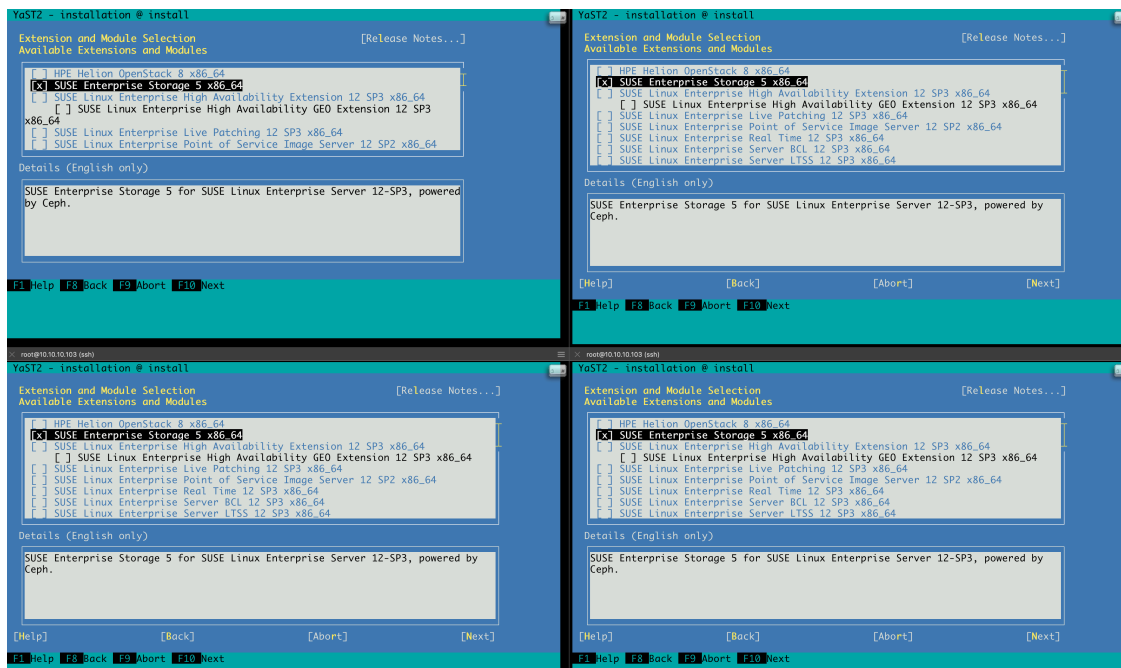 YaST2 - installation @ install
Extension and Module Selection [Release Notes...]
Available Extensions and Modules
[ ] HPE Helion OpenStack 8 x86_64
[x] SUSE Enterprise Storage 5 x86_64
[ ] SUSE Linux Enterprise High Availability Extension 12 SP3 x86_64
[ ] SUSE Linux Enterprise High Availability GEO Extension 12 SP3
x86_64
[ ] SUSE Linux Enterprise Live Patching 12 SP3 x86_64
[ ] SUSE Linux Enterprise Point of Service Image Server 12 SP2 x86_64
Details (English only)
SUSE Enterprise Storage 5 for SUSE Linux Enterprise Server 12-SP3, powered
by Ceph.
F1 Help F8 Back F9 Abort F10 Next
YaST2 - installation @ install
Extension and Module Selection [Release Notes...]
Available Extensions and Modules
[ ] HPE Helion OpenStack 8 x86_64
[x] SUSE Enterprise Storage 5 x86_64
[ ] SUSE Linux Enterprise High Availability Extension 12 SP3 x86_64
[ ] SUSE Linux Enterprise High Availability GEO Extension 12 SP3 x86_64
[ ] SUSE Linux Enterprise Live Patching 12 SP3 x86_64
[ ] SUSE Linux Enterprise Point of Service Image Server 12 SP2 x86_64
[ ] SUSE Linux Enterprise Real Time 12 SP3 x86_64
[ ] SUSE Linux Enterprise Server BCL 12 SP3 x86_64
[ ] SUSE Linux Enterprise Server LTSS 12 SP3 x86_64
Details (English only)
SUSE Enterprise Storage 5 for SUSE Linux Enterprise Server 12-SP3, powered by
Ceph.
[Help] [Back] [Abort] [Next]
F1 Help F8 Back F9 Abort F10 Next
root@10.10.10.103 (ssh)
YaST2 - installation @ install
Extension and Module Selection [Release Notes...]
Available Extensions and Modules
[ ] HPE Helion OpenStack 8 x86_64
[x] SUSE Enterprise Storage 5 x86_64
[ ] SUSE Linux Enterprise High Availability Extension 12 SP3 x86_64
[ ] SUSE Linux Enterprise High Availability GEO Extension 12 SP3 x86_64
[ ] SUSE Linux Enterprise Live Patching 12 SP3 x86_64
[ ] SUSE Linux Enterprise Point of Service Image Server 12 SP2 x86_64
[ ] SUSE Linux Enterprise Real Time 12 SP3 x86_64
[ ] SUSE Linux Enterprise Server BCL 12 SP3 x86_64
[ ] SUSE Linux Enterprise Server LTSS 12 SP3 x86_64
Details (English only)
SUSE Enterprise Storage 5 for SUSE Linux Enterprise Server 12-SP3, powered by
Ceph.
[Help] [Back] [Abort] [Next]
F1 Help F8 Back F9 Abort F10 Next
root@10.10.10.103 (ssh)
YaST2 - installation @ install
Extension and Module Selection [Release Notes...]
Available Extensions and Modules
[ ] HPE Helion OpenStack 8 x86_64
[x] SUSE Enterprise Storage 5 x86_64
[ ] SUSE Linux Enterprise High Availability Extension 12 SP3 x86_64
[ ] SUSE Linux Enterprise High Availability GEO Extension 12 SP3 x86_64
[ ] SUSE Linux Enterprise Live Patching 12 SP3 x86_64
[ ] SUSE Linux Enterprise Point of Service Image Server 12 SP2 x86_64
[ ] SUSE Linux Enterprise Real Time 12 SP3 x86_64
[ ] SUSE Linux Enterprise Server BCL 12 SP3 x86_64
[ ] SUSE Linux Enterprise Server LTSS 12 SP3 x86_64
Details (English only)
SUSE Enterprise Storage 5 for SUSE Linux Enterprise Server 12-SP3, powered by
Ceph.
[Help] [Back] [Abort] [Next]
F1 Help F8 Back F9 Abort F10 Next